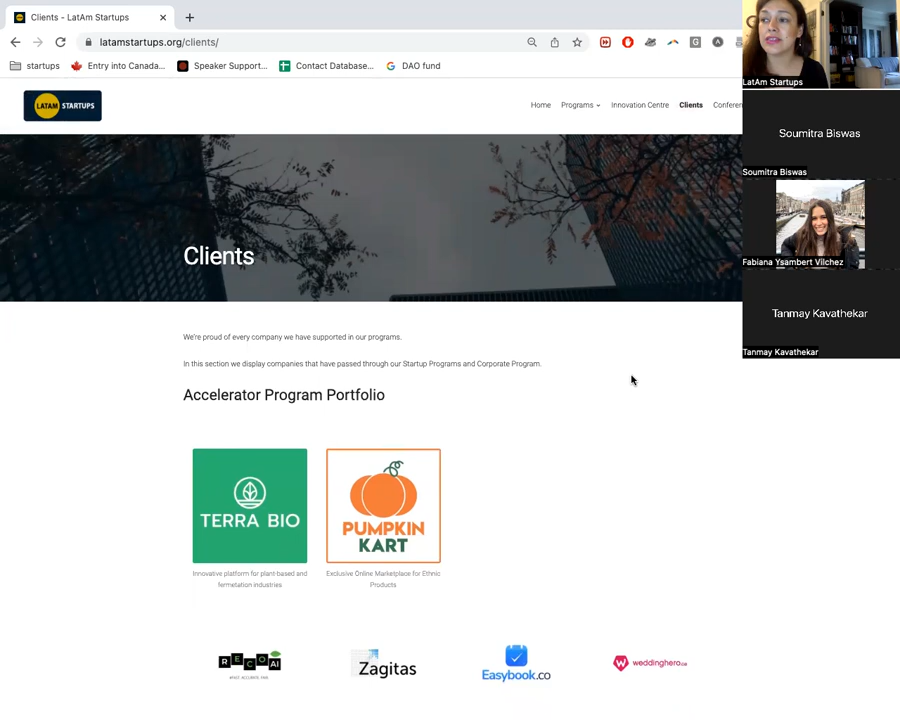 Clients - LatAm Startups
latamstartups.org/clients/
startups
Entry into Canada...
Speaker Support...
Contact Database...
DAO fund
LATAM STARTUPS
Home
Programs
Innovation Centre
Clients
Conferen
Clients
We're proud of every company we have supported in our programs.
In this section we display companies that have passed through our Startup Programs and Corporate Program.
Accelerator Program Portfolio
TERRA BIO
PUMPKIN
KART
Innovative platform for plant-based and
fermetation industries
Exclusive Online Marketplace for Ethnic
Products
RECOAI
Zagitas
Easybook.co
weddinghero.ca
LatAm Startups
Soumitra Biswas
Soumitra Biswas
Fabiana Ysambert Vilchez
Tanmay Kavathekar
Tanmay Kavathekar